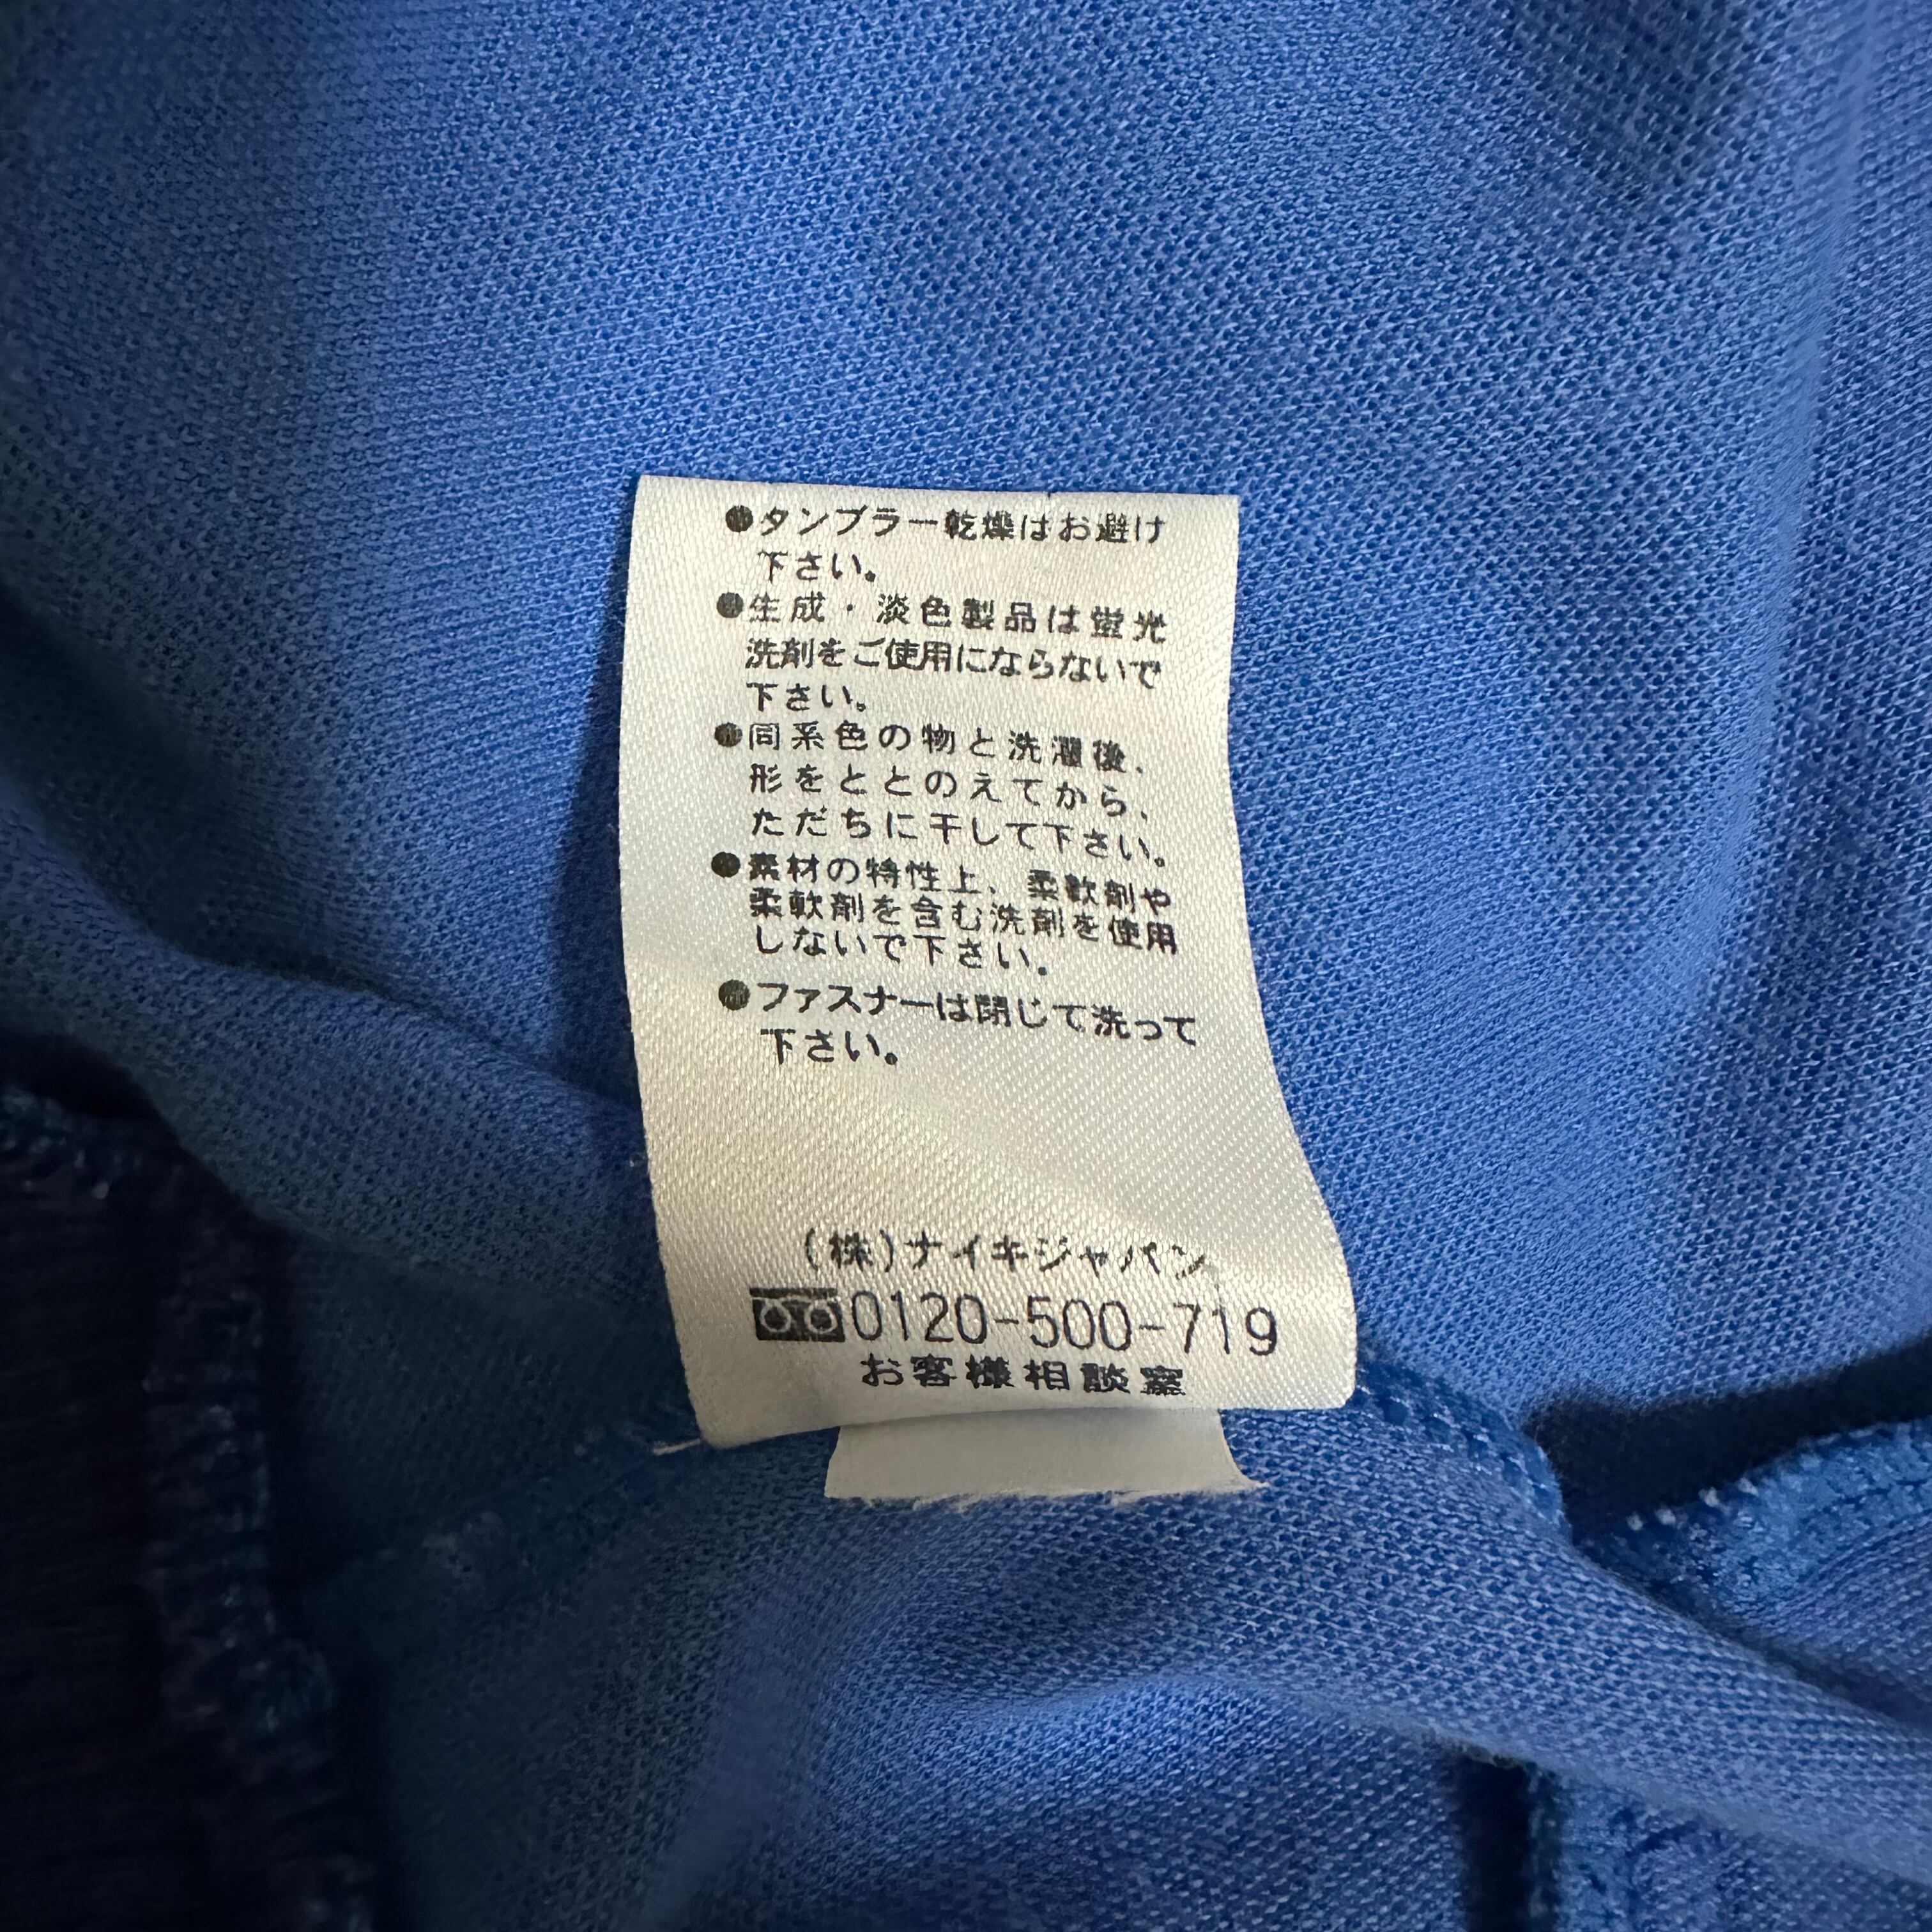 ●タンブラー乾燥はお避け
下さい。
●生成・淡色製品は蛍光
洗剤をご使用にならないで
下さい。
●同系色の物と洗濯後、
形をととのえてから、
ただちに干して下さい。
●素材の特性上、柔軟剤や
柔軟剤を含む洗剤を使用
しないで下さい。
●ファスナーは閉じて洗って
下さい。
(株)ナイキジャパン
0120-500-719
お客様相談室